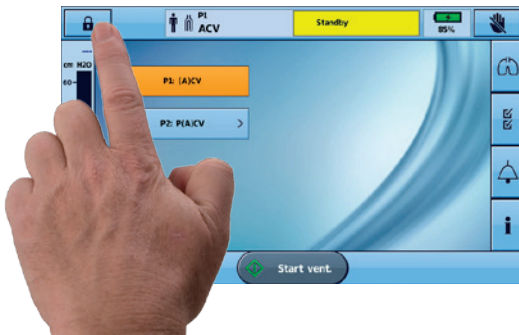 P1
ACV
Standby
85%
cm H2O
60
P1: (A)CV
P2: P(A)CV
Start vent.